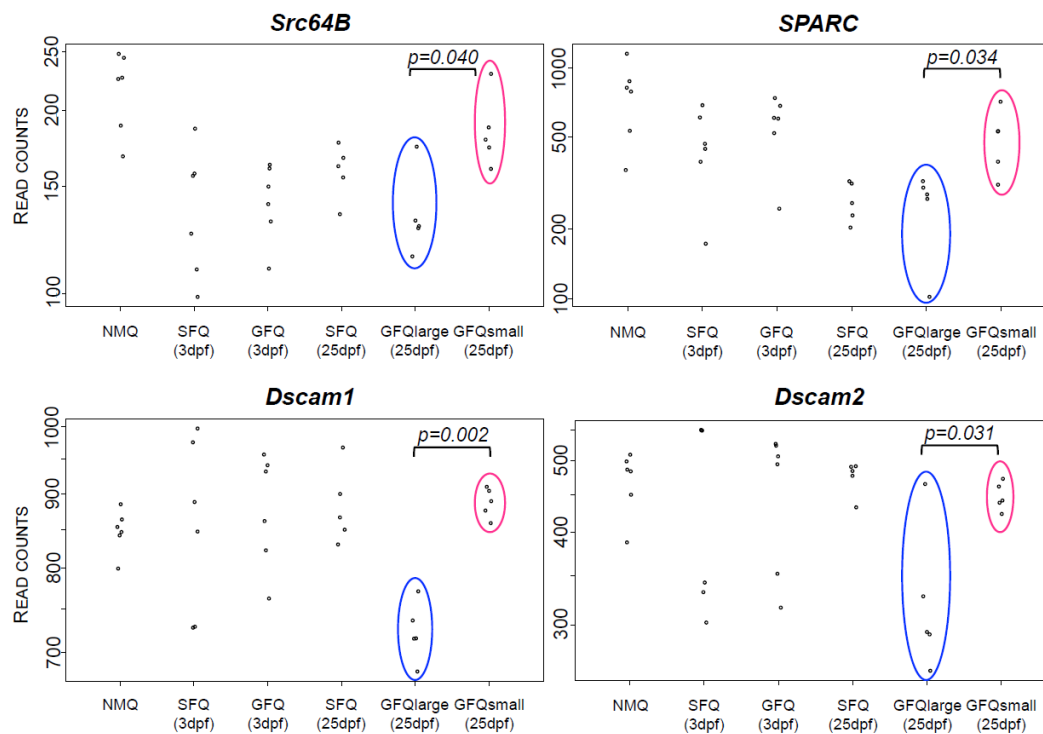 Src64B
SPARC
READ COUNTS
250
200
150
100
p=0.040
1000
500
200
100
p=0.034
NMQ SFQ GFQ SFQ GFQlarge GFQsmall
(3dpf) (3dpf) (25dpf) (25dpf) (25dpf)
NMQ SFQ GFQ SFQ GFQlarge GFQsmall
(3dpf) (3dpf) (25dpf) (25dpf) (25dpf)
Dscam1
Dscam2
READ COUNTS
1000
900
800
700
p=0.002
500
400
300
p=0.031
NMQ SFQ GFQ SFQ GFQlarge GFQsmall
(3dpf) (3dpf) (25dpf) (25dpf) (25dpf)
NMQ SFQ GFQ SFQ GFQlarge GFQsmall
(3dpf) (3dpf) (25dpf) (25dpf) (25dpf)